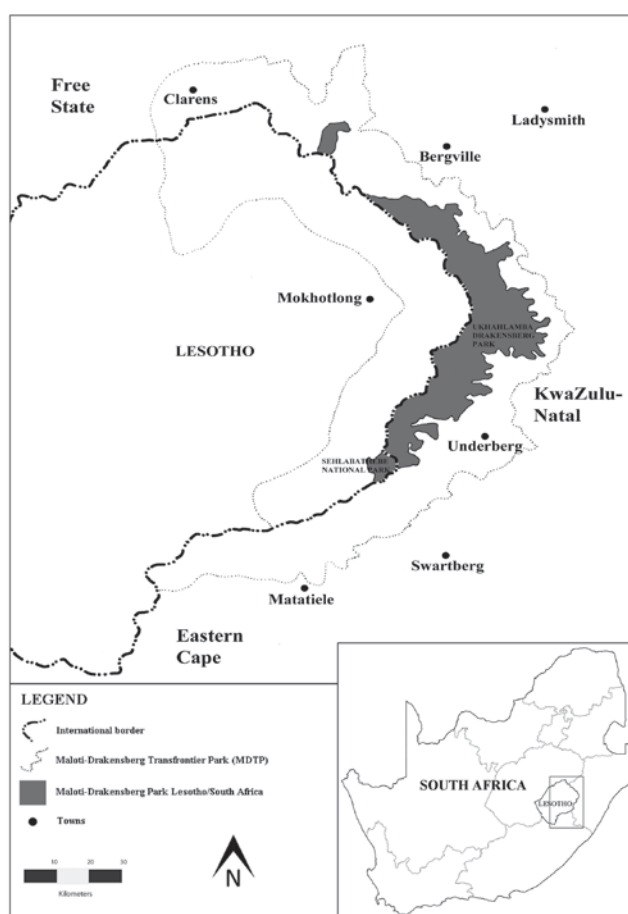 Free
State
Clarens
Ladysmith
Bergville
Mokhotlong
UKHAHLAMBA
DRAKENSBERG
PARK
LESOTHO
KwaZulu-
Natal
Underberg
SEHLABATHEBE
NATIONAL PARK
Swartberg
Matatiele
Eastern
Cape
LEGEND
International border
Maloti-Drakensberg Transfrontier Park (MDTP)
Maloti-Drakensberg Park Lesotho/South Africa
Towns
10 20 30
Kilometers
N
SOUTH AFRICA
LESOTHO